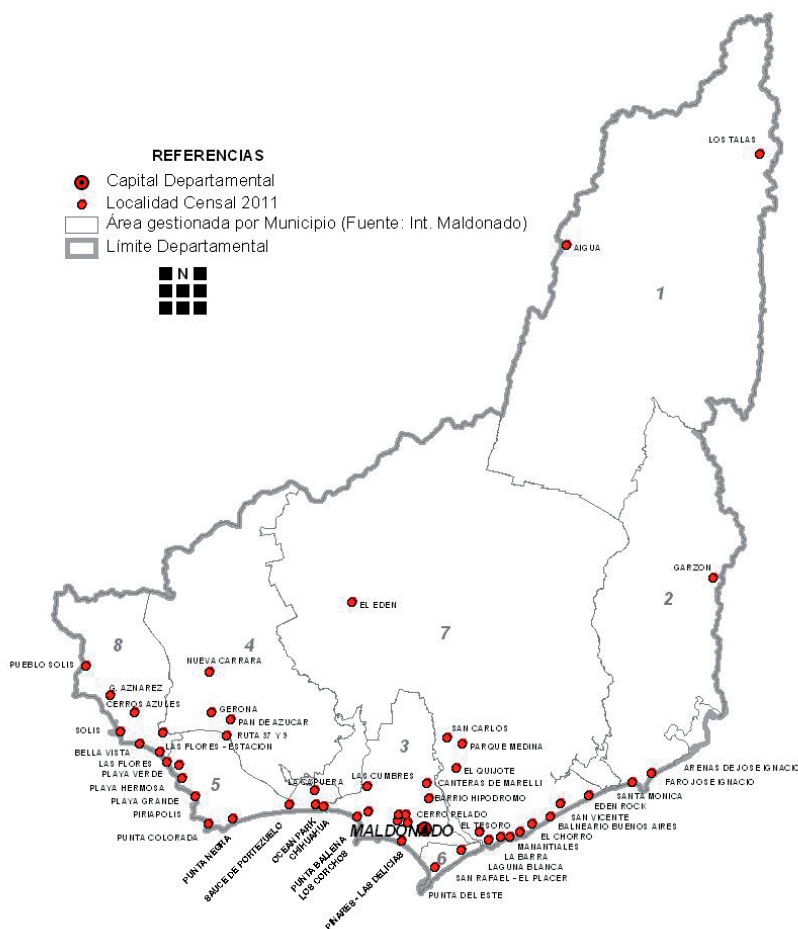 LOS TALAS
REFERENCIAS
Capital Departamental
Localidad Censal 2011
Área gestionada por Municipio (Fuente: Int. Maldonado)
Límite Departamental
N
AIGUA
1
GARZON
2
EL EDEN
7
8
4
PUEBLO SOLIS
NUEVA CARRARA
G. AZNAREZ
CERROS AZULES
GERONA
PAN DE AZUCAR
SOLIS
RUTA 37 Y 9
LAS FLORES - ESTACION
BELLA VISTA
LAS FLORES
PLAYA VERDE
PLAYA HERMOSA
PLAYA GRANDE
PIRIAPOLIS
PUNTA COLORADA
5
3
SAN CARLOS
PARQUE MEDINA
EL QUIJOTE
CANTERAS DE MARELLI
BARRIO HIPODROMO
LA CAPUERA
LAS CUMBRES
CERRO PELADO
MALDONADO
EL TESORO
ARENAS DE JOSE IGNACIO
FARO JOSE IGNACIO
SANTA MONICA
EDEN ROCK
SAN VICENTE
BALNEARIO BUENOS AIRES
EL CHORRO
MANANTIALES
LA BARRA
LAGUNA BLANCA
SAN RAFAEL - EL PLACER
6
PUNTA DEL ESTE
PUNTA NEGRA
SAUCE DE PORTEZUELO
OCEAN PARK
CHIHUAHUA
PUNTA BALLENA
LOS CORCHOS
PINARES - LAS DELICIAS